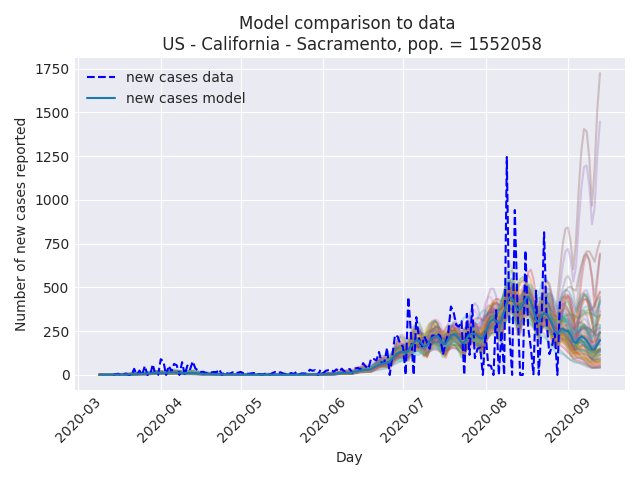 Model comparison to data
US - California - Sacramento, pop. = 1552058
new cases data
new cases model
Number of new cases reported
1750
1500
1250
1000
750
500
250
0
2020-03
2020-04
2020-05
2020-06
2020-07
2020-08
2020-09
Day